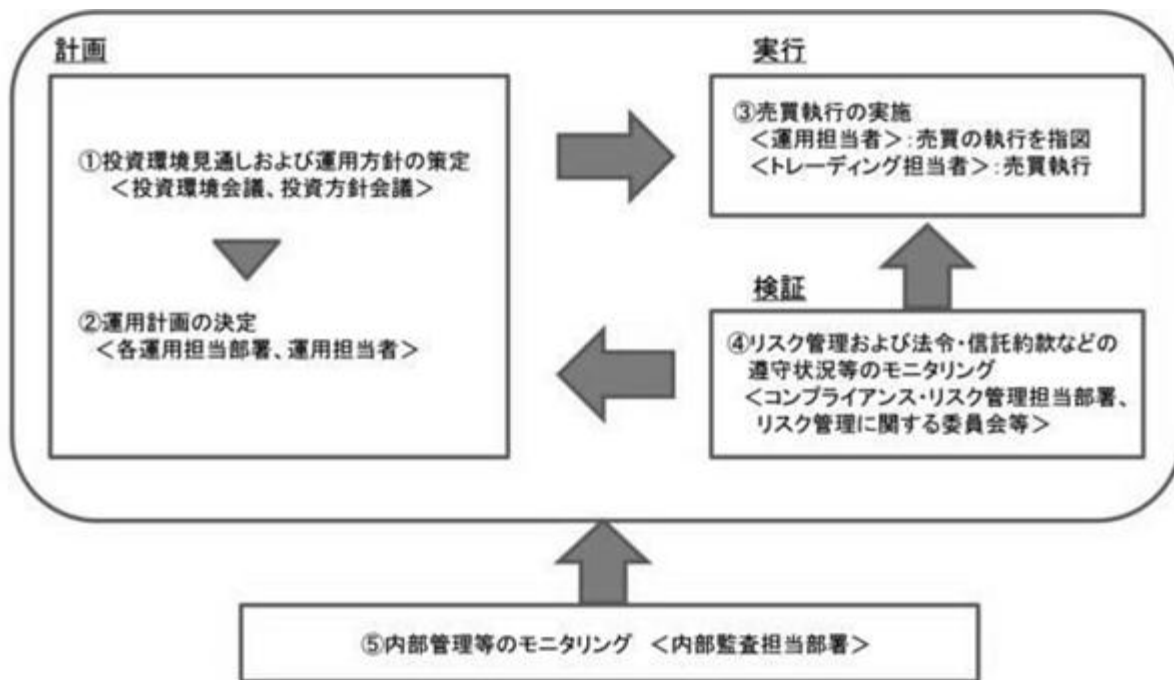 計画
①投資環境見通しおよび運用方針の策定
＜投資環境会議、投資方針会議＞
②運用計画の決定
＜各運用担当部署、運用担当者＞
実行
③売買執行の実施
＜運用担当者＞：売買の執行を指図
＜トレーディング担当者＞：売買執行
検証
④リスク管理および法令・信託約款などの
遵守状況等のモニタリング
＜コンプライアンス・リスク管理担当部署、
リスク管理に関する委員会等＞
⑤内部管理等のモニタリング　＜内部監査担当部署＞